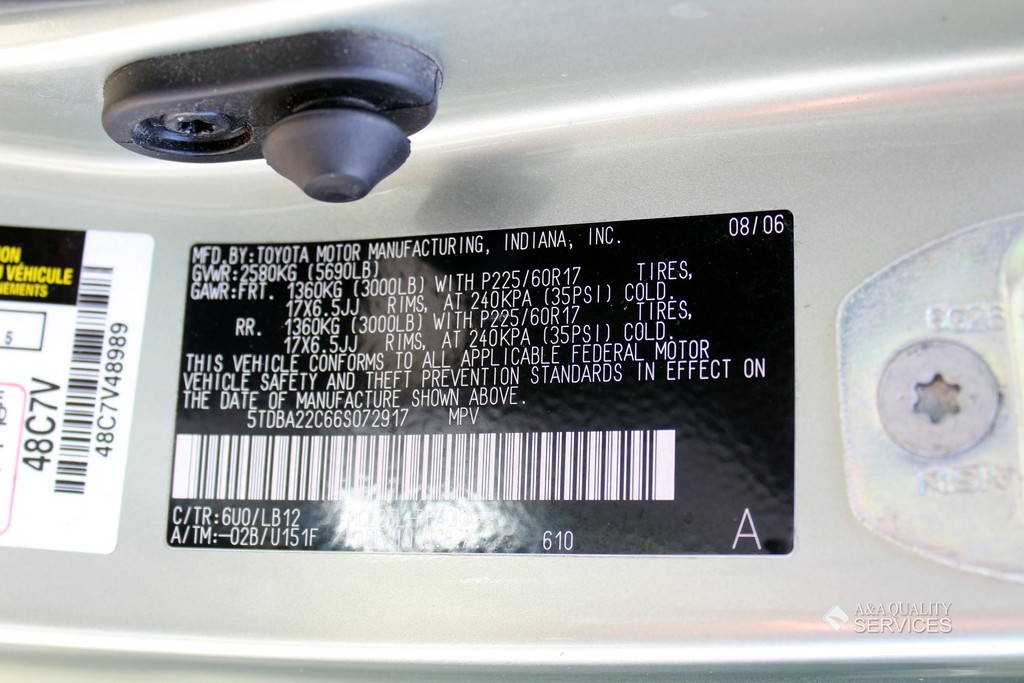 08/06
MFD.BY:TOYOTA MOTOR MANUFACTURING, INDIANA, INC.
GVWR:2580KG (5690LB)
GAWR:FRT. 1360KG (3000LB) WITH P225/60R17 TIRES,
17X6.5JJ RIMS, AT 240KPA (35PSI) COLD.
RR. 1360KG (3000LB) WITH P225/60R17 TIRES,
17X6.5JJ RIMS, AT 240KPA (35PSI) COLD.
THIS VEHICLE CONFORMS TO ALL APPLICABLE FEDERAL MOTOR
VEHICLE SAFETY AND THEFT PREVENTION STANDARDS IN EFFECT ON
THE DATE OF MANUFACTURE SHOWN ABOVE.
5TDBA22C66S072917 MPV
C/TR:6U0/LB12
A/TM:-02B/U151F
610
A
VÉHICULE
5
48C7V
48C7V48989
A&A QUALITY
SERVICES